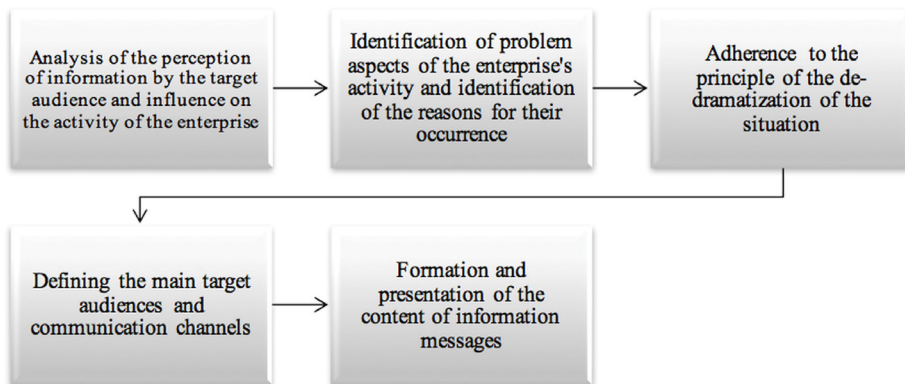 Analysis of the perception
of information by the target
audience and influence on
the activity of the enterprise
Identification of problem
aspects of the enterprise's
activity and identification
of the reasons for their
occurrence
Adherence to the
principle of the de-
dramatization of the
situation
Defining the main target
audiences and
communication channels
Formation and
presentation of the
content of information
messages